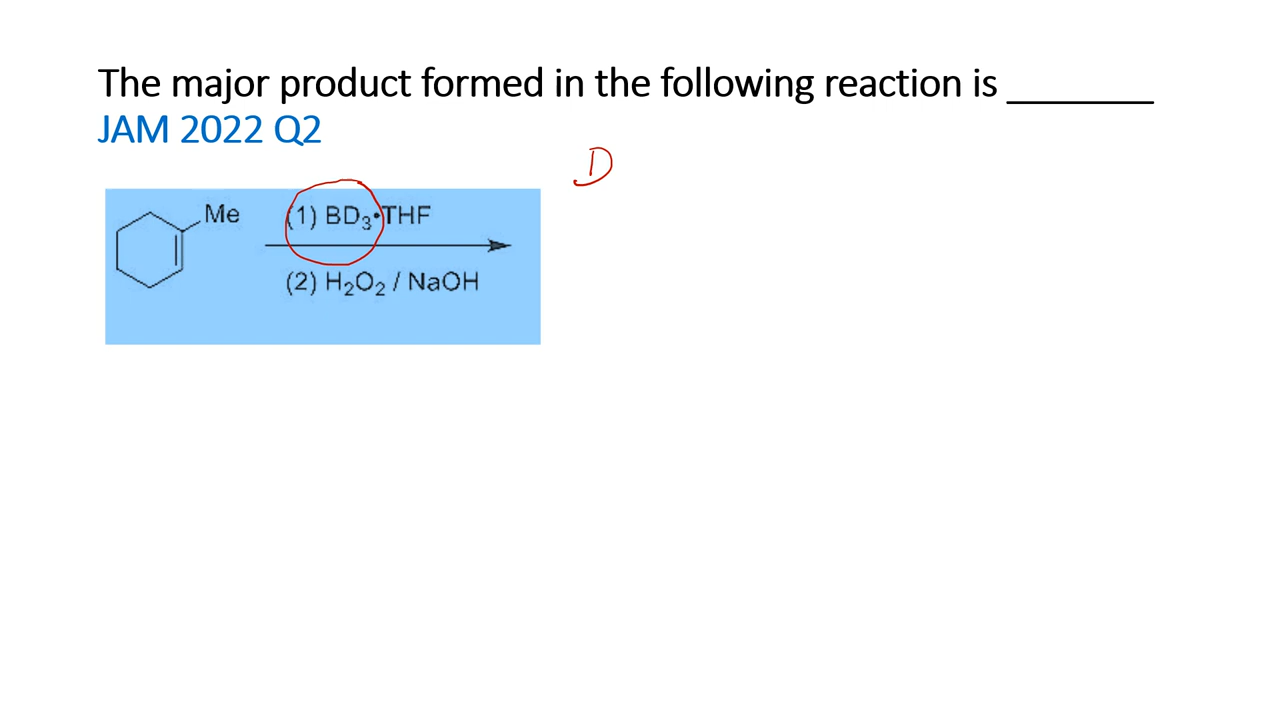 The major product formed in the following reaction is _______
JAM 2022 Q2
D
Me
(1) BD₃•THF
(2) H₂O₂ / NaOH